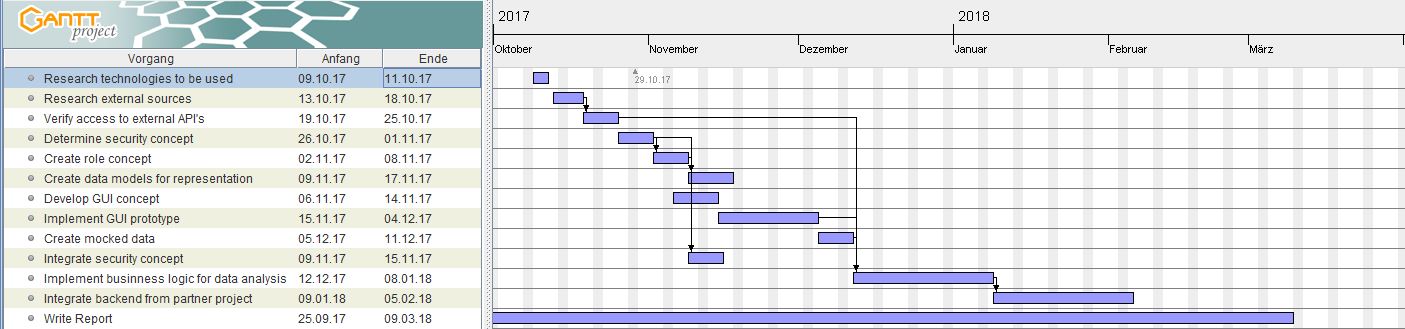 GANTT
project
2017
2018
Oktober November Dezember Januar Februar März
Vorgang Anfang Ende
Research technologies to be used 09.10.17 11.10.17
29.10.17
Research external sources 13.10.17 18.10.17
Verify access to external API's 19.10.17 25.10.17
Determine security concept 26.10.17 01.11.17
Create role concept 02.11.17 08.11.17
Create data models for representation 09.11.17 17.11.17
Develop GUI concept 06.11.17 14.11.17
Implement GUI prototype 15.11.17 04.12.17
Create mocked data 05.12.17 11.12.17
Integrate security concept 09.11.17 15.11.17
Implement businness logic for data analysis 12.12.17 08.01.18
Integrate backend from partner project 09.01.18 05.02.18
Write Report 25.09.17 09.03.18